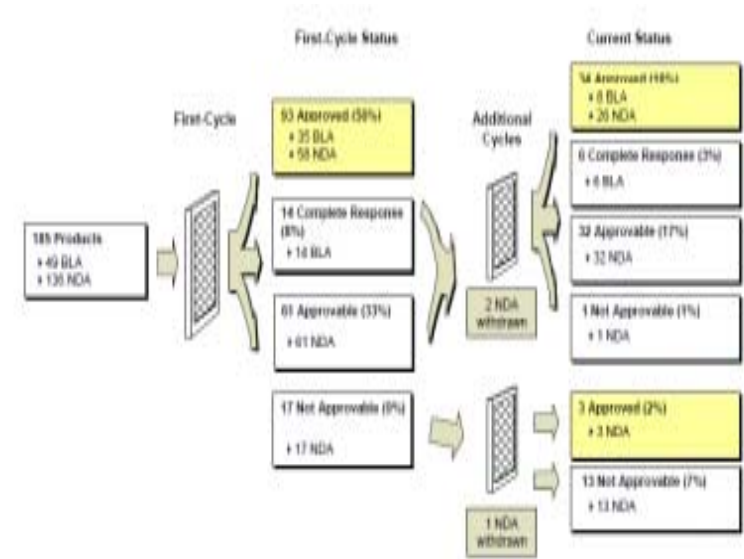 First-Cycle Status
Current Status
First-Cycle
Additional
Cycles
185 Products
49 BLA
136 NDA
93 Approved (50%)
35 BLA
58 NDA
14 Complete Response
(8%)
14 BLA
61 Approvable (33%)
61 NDA
17 Not Approvable (9%)
17 NDA
2 NDA
withdrawn
1 NDA
withdrawn
34 Approved (18%)
8 BLA
26 NDA
6 Complete Response (3%)
6 BLA
32 Approvable (17%)
32 NDA
1 Not Approvable (1%)
1 NDA
3 Approved (2%)
3 NDA
13 Not Approvable (7%)
13 NDA